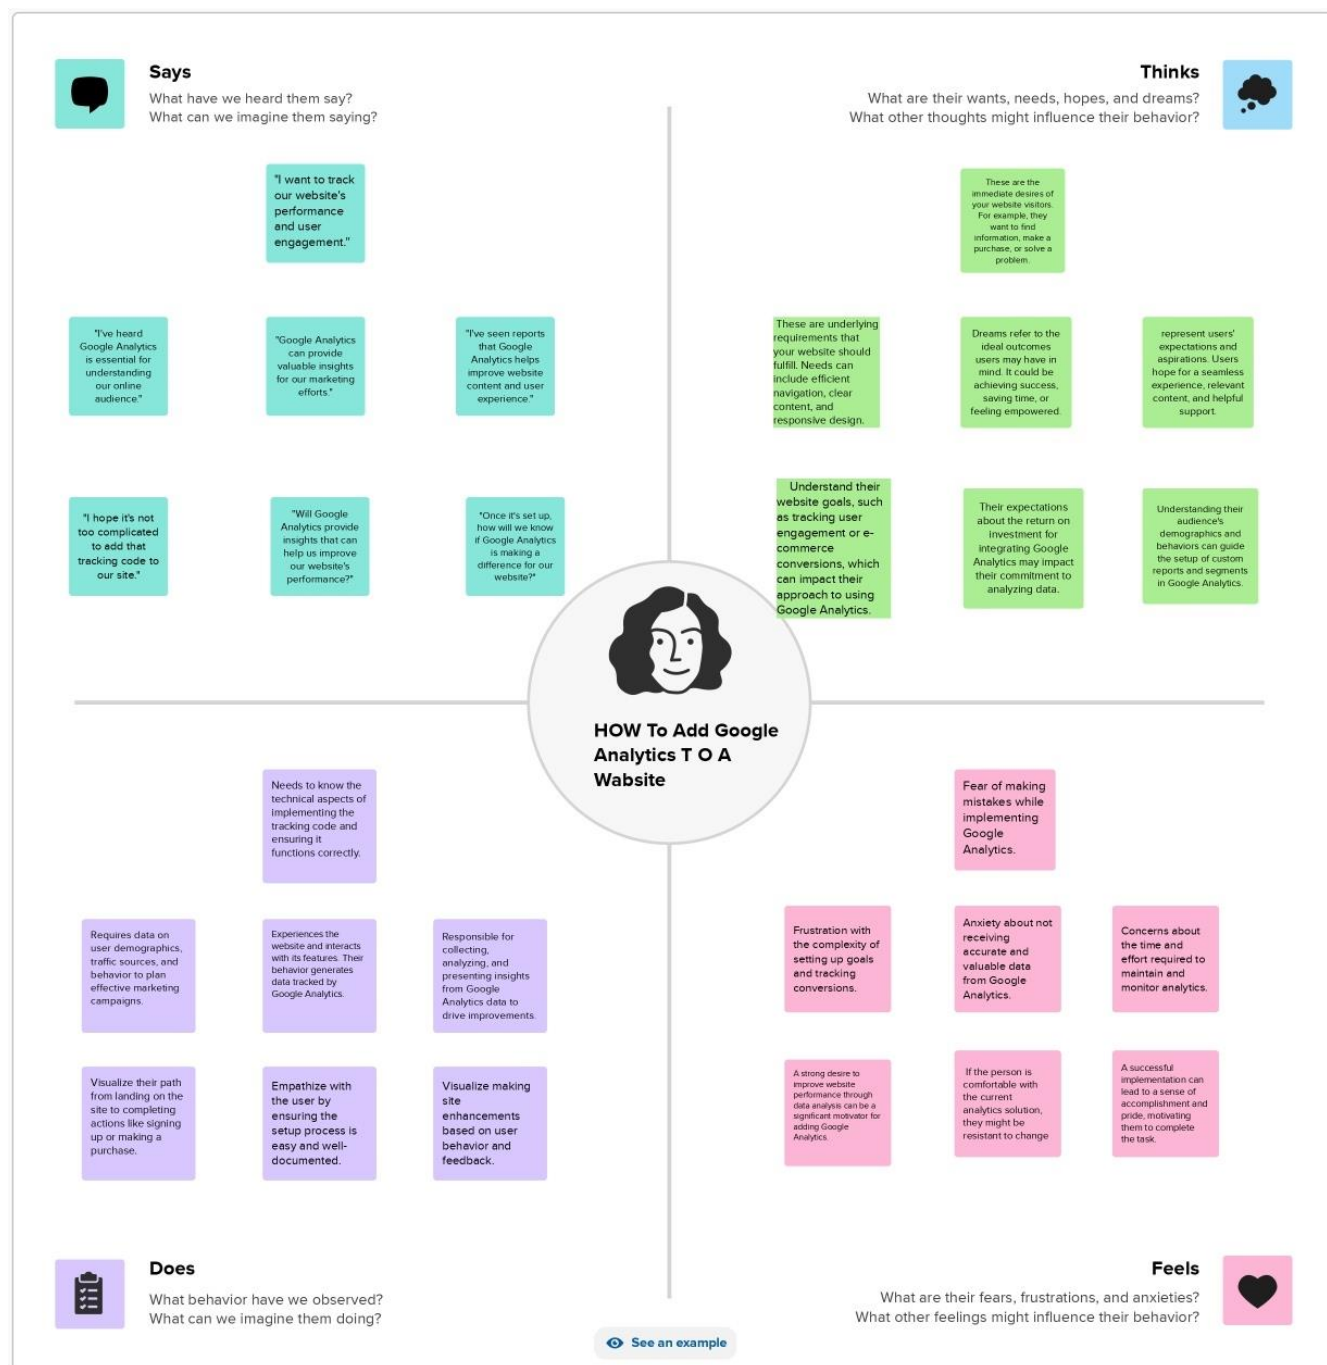 Says
What have we heard them say?
What can we imagine them saying?
"I want to track
our website's
performance
and user
engagement."
"I've heard
Google Analytics
is essential for
understanding
our online
audience."
"Google Analytics
can provide
valuable insights
for our marketing
efforts."
"I've seen reports
that Google
Analytics helps
improve website
content and user
experience."
"I hope it's not
too complicated
to add that
tracking code to
our site."
"Will Google
Analytics provide
insights that can
help us improve
our website's
performance?"
"Once it's set up,
how will we know
if Google Analytics
is making a
difference for our
website?"
Thinks
What are their wants, needs, hopes, and dreams?
What other thoughts might influence their behavior?
These are the
immediate desires of
your website visitors.
For example, they
want to find
information, make a
purchase, or solve a
problem.
These are underlying
requirements that
your website should
fulfill. Needs can
include efficient
navigation, clear
content, and
responsive design.
Dreams refer to the
ideal outcomes
users may have in
mind. It could be
achieving success,
saving time, or
feeling empowered.
represent users'
expectations and
aspirations. Users
hope for a seamless
experience, relevant
content, and helpful
support.
Understand their
website goals, such
as tracking user
engagement or e-
commerce
conversions, which
can impact their
approach to using
Google Analytics.
Their expectations
about the return on
investment for
integrating Google
Analytics may impact
their commitment to
analyzing data.
Understanding their
audience's
demographics and
behaviors can guide
the setup of custom
reports and segments
in Google Analytics.
HOW To Add Google
Analytics T O A
Wabsite
Needs to know the
technical aspects of
implementing the
tracking code and
ensuring it
functions correctly.
Requires data on
user demographics,
traffic sources, and
behavior to plan
effective marketing
campaigns.
Experiences the
website and interacts
with its features. Their
behavior generates
data tracked by
Google Analytics.
Responsible for
collecting,
analyzing, and
presenting insights
from Google
Analytics data to
drive improvements.
Visualize their path
from landing on the
site to completing
actions like signing
up or making a
purchase.
Empathize with
the user by
ensuring the
setup process is
easy and well-
documented.
Visualize making
site
enhancements
based on user
behavior and
feedback.
Does
What behavior have we observed?
What can we imagine them doing?
Fear of making
mistakes while
implementing
Google
Analytics.
Frustration with
the complexity of
setting up goals
and tracking
conversions.
Anxiety about not
receiving
accurate and
valuable data
from Google
Analytics.
Concerns about
the time and
effort required to
maintain and
monitor analytics.
A strong desire to
improve website
performance through
data analysis can be a
significant motivator for
adding Google
Analytics.
If the person is
comfortable with
the current
analytics solution,
they might be
resistant to change
A successful
implementation can
lead to a sense of
accomplishment and
pride, motivating
them to complete
the task.
Feels
What are their fears, frustrations, and anxieties?
What other feelings might influence their behavior?
See an example